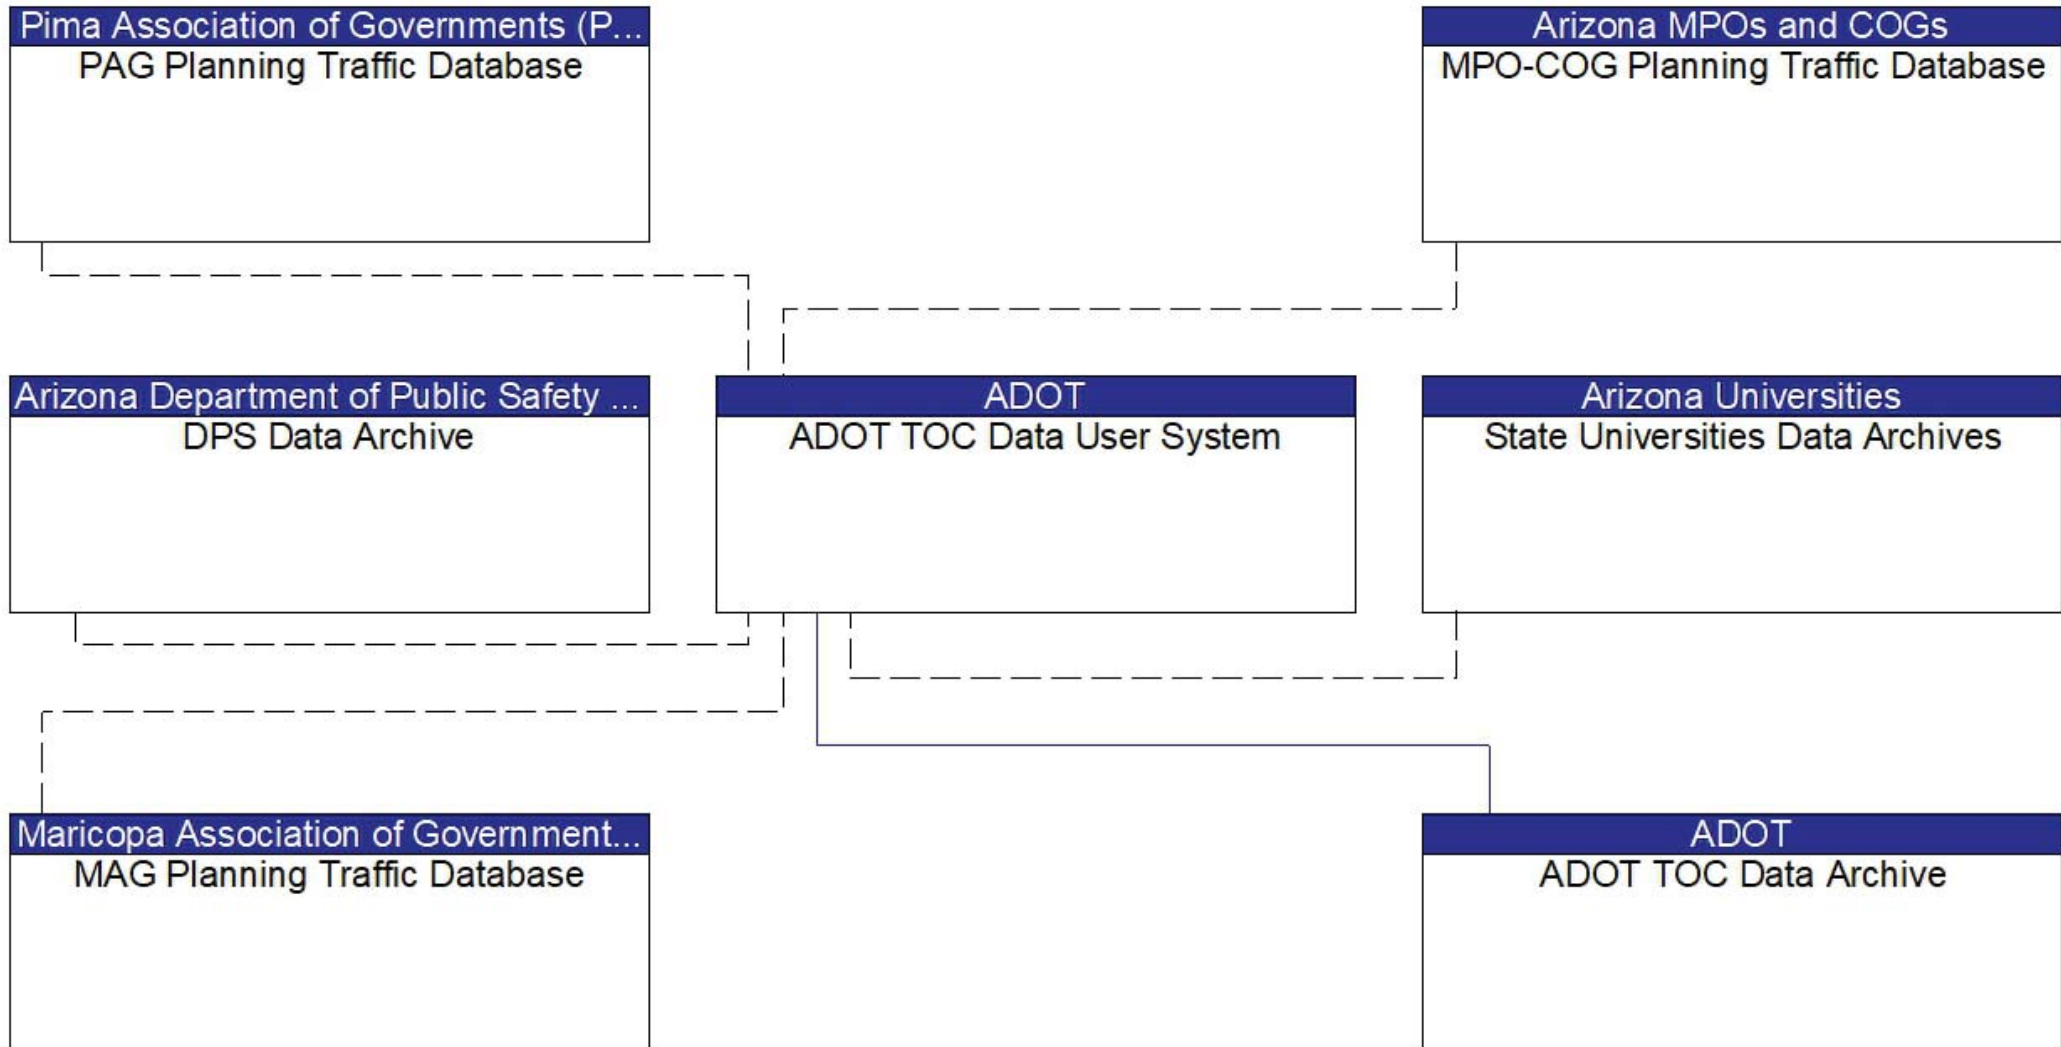 Pima Association of Governments (P...
PAG Planning Traffic Database
Arizona MPOs and COGs
MPO-COG Planning Traffic Database
Arizona Department of Public Safety ...
DPS Data Archive
ADOT
ADOT TOC Data User System
Arizona Universities
State Universities Data Archives
Maricopa Association of Government...
MAG Planning Traffic Database
ADOT
ADOT TOC Data Archive